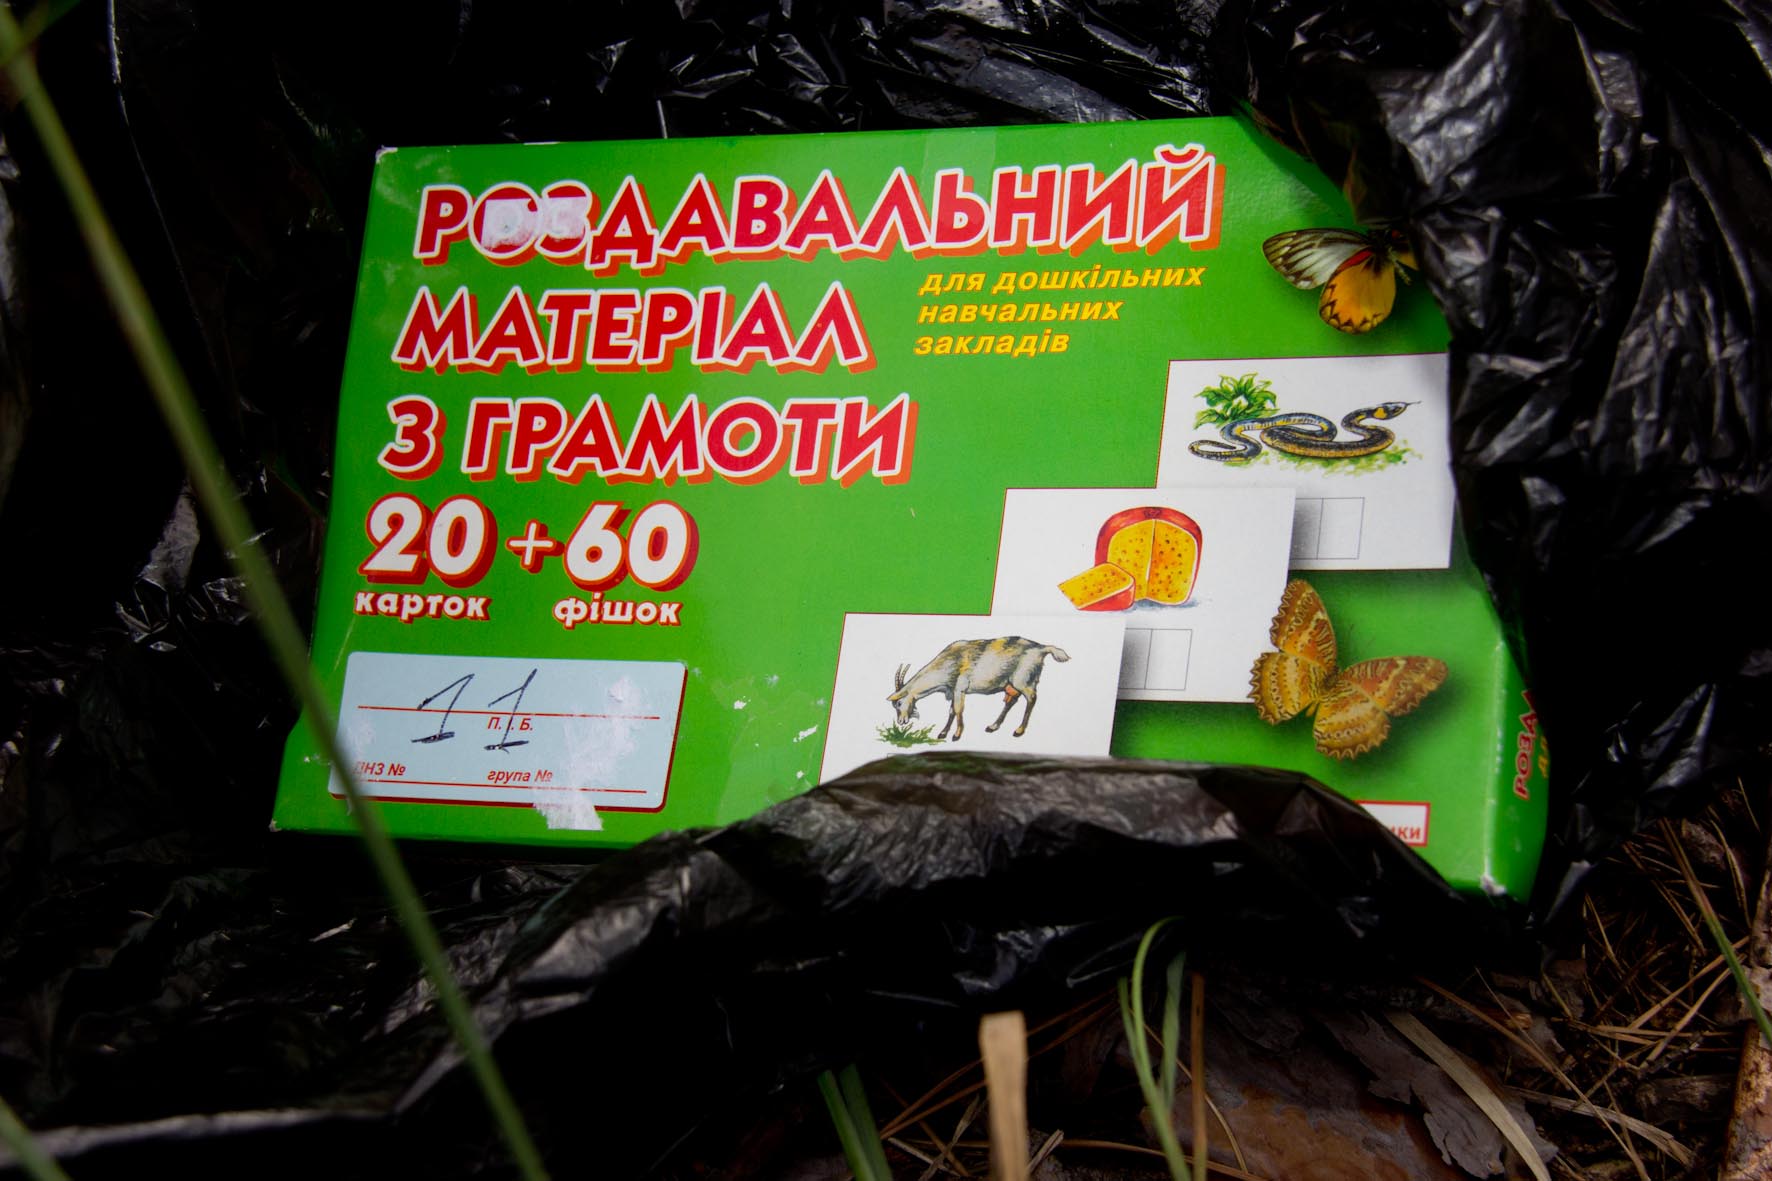 РОЗДАВАЛЬНИЙ
МАТЕРІАЛ
для дошкільних
навчальних
закладів
З ГРАМОТИ
20 + 60
карток фішок
11
П. І. Б.
ДНЗ № група №